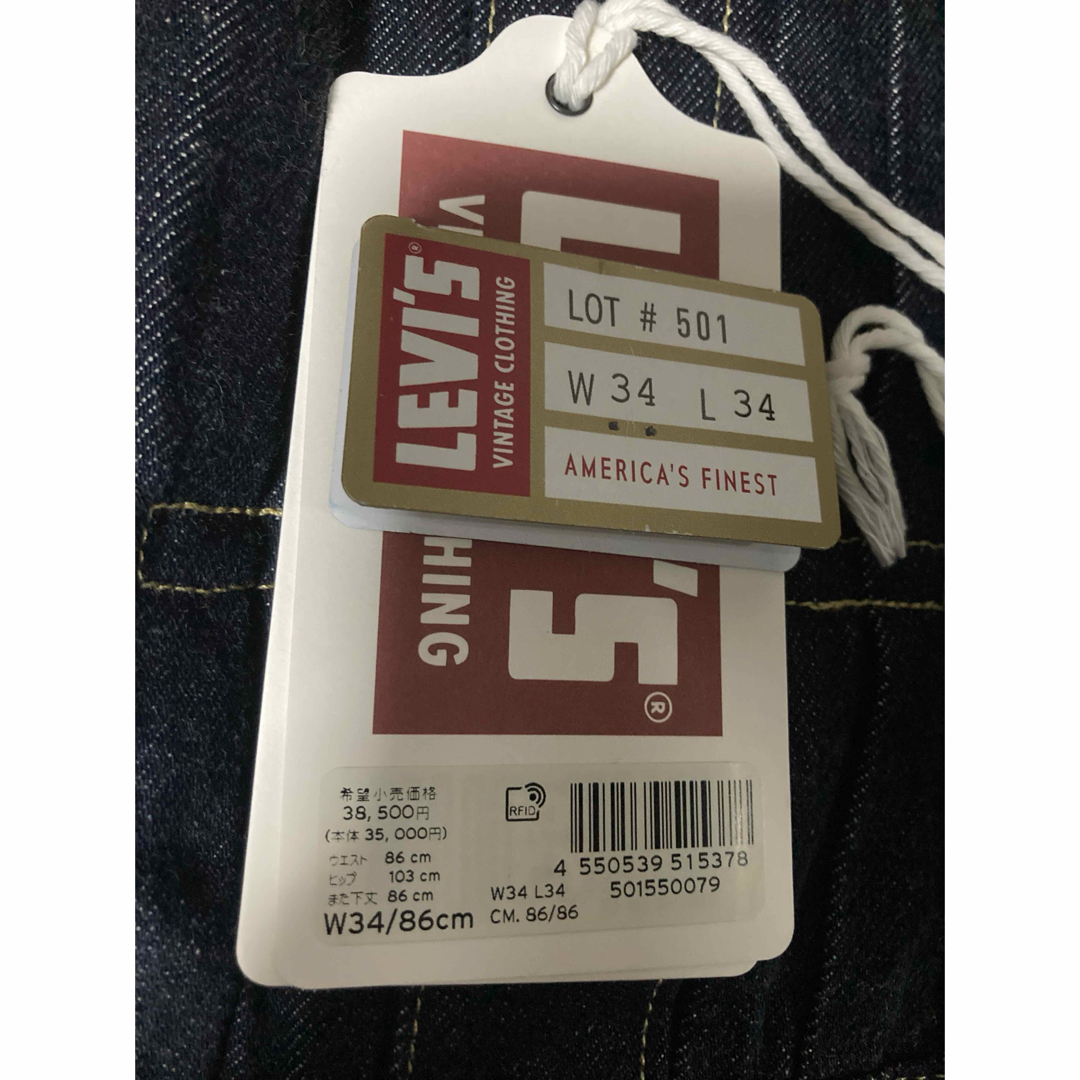 LEVI'S®
VINTAGE CLOTHING
LOT # 501
W 34 L 34
AMERICA'S FINEST
VI
HING
'S®
希望小売価格
38,500円
(本体 35,000円)
ウエスト 86 cm
ヒップ 103 cm
また下丈 86 cm
W34/86cm
RFID
W34 L34
CM. 86/86
4 550539 515378
501550079